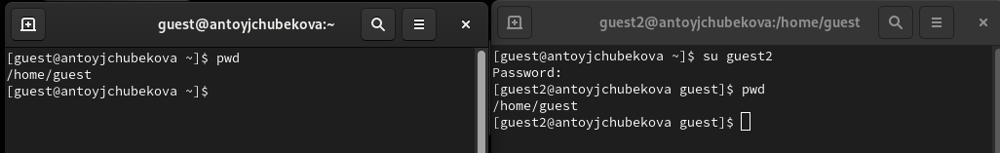 guest@antoyjchubekova:~
[guest@antoyjchubekova ~]$ pwd
/home/guest
[guest@antoyjchubekova ~]$
guest2@antoyjchubekova:/home/guest
[guest@antoyjchubekova ~]$ su guest2
Password:
[guest2@antoyjchubekova guest]$ pwd
/home/guest
[guest2@antoyjchubekova guest]$